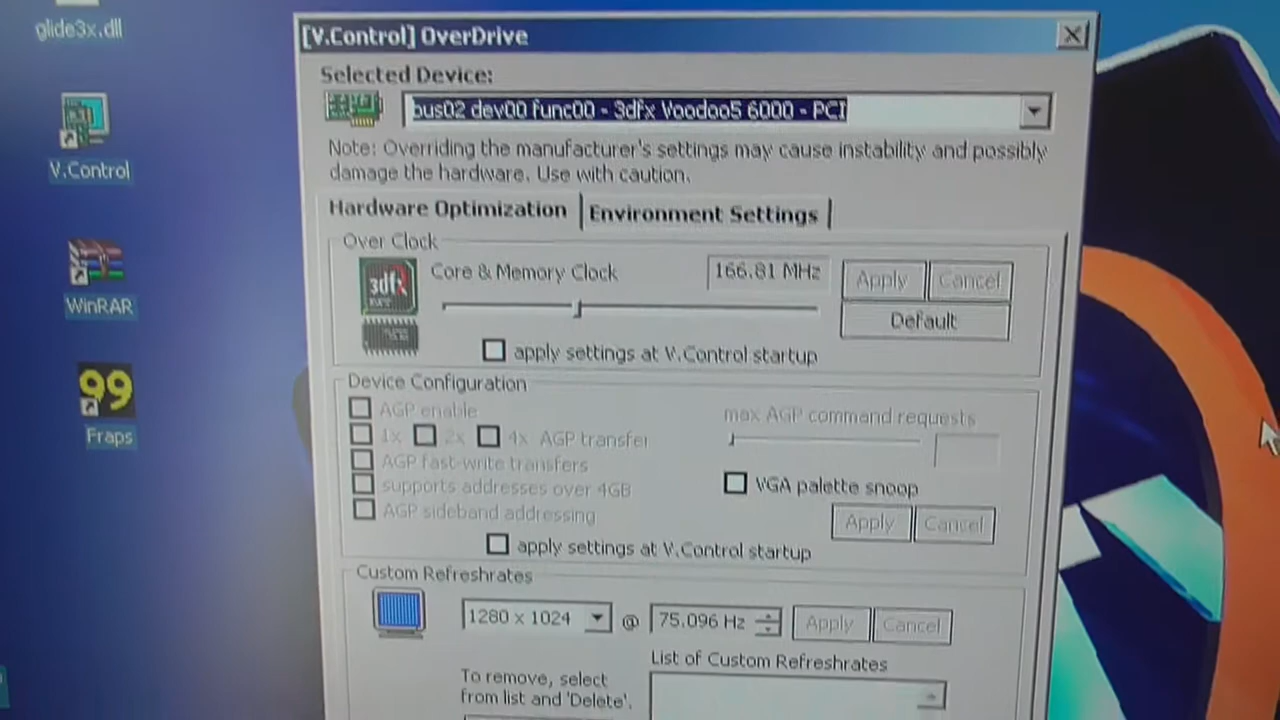 glide3x.dll
V.Control
WinRAR
99
Fraps
[V.Control] OverDrive
Selected Device:
bus02 dev00 func00 - 3dfx Voodoo5 6000 - PCI
Note: Overriding the manufacturer's settings may cause instability and possibly
damage the hardware. Use with caution.
Hardware Optimization
Environment Settings
Over Clock
3dfx
Core & Memory Clock
166.81 MHz
Apply
Cancel
Default
apply settings at V.Control startup
Device Configuration
AGP enable
1x 2x 4x AGP transfer
AGP fast-write transfers
supports addresses over 4GB
AGP sideband addressing
max AGP command requests
VGA palette snoop
Apply
Cancel
apply settings at V.Control startup
Custom Refreshrates
1280 x 1024 @ 75.096 Hz
Apply
Cancel
To remove, select
from list and 'Delete'.
List of Custom Refreshrates